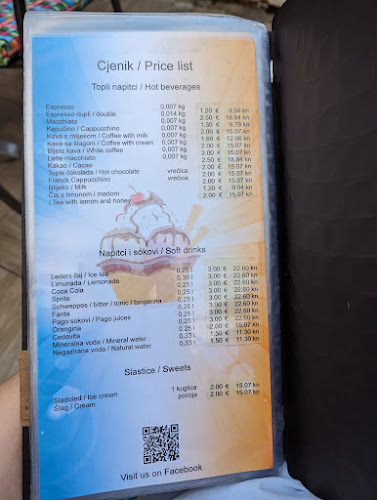 Cjenik / Price list
Topli napitci / Hot beverages
Espresso 0,007 kg 1.20 € 9.04 kn
Espresso dupli / double 0,014 kg 2.50 € 18.84 kn
Macchiato 0,007 kg 1.30 € 9.79 kn
Kapučino / Cappuccino 0,007 kg 2.00 € 15.07 kn
Kava s mlijekom / Coffee with milk 0,007 kg 1.60 € 12.06 kn
Kava sa šlagom / Coffee with cream 0,007 kg 2.00 € 15.07 kn
Bijela kava / White coffee 0,007 kg 2.00 € 15.07 kn
Latte macchiato 0,007 kg 2.50 € 18.84 kn
Kakao / Cacao 2.00 € 15.07 kn
Topla čokolada / Hot chocolate vrećica 2.00 € 15.07 kn
Franck Cappuccino vrećica 2.00 € 15.07 kn
Mlijeko / Milk 1.20 € 9.04 kn
Čaj s limunom i medom 2.00 € 15.07 kn
/ Tea with lemon and honey
Napitci i sokovi / Soft drinks
Ledeni čaj / Ice tea 0,25 l 3.00 € 22.60 kn
Limunada / Lemonade 0,30 l 3.00 € 22.60 kn
Coca Cola 0,25 l 3.00 € 22.60 kn
Sprite 0,25 l 3.00 € 22.60 kn
Schweppes / bitter / tonic / tangerina 0,25 l 3.00 € 22.60 kn
Fanta 0,25 l 3.00 € 22.60 kn
Pago sokovi / Pago juices 0,25 l 3.00 € 22.60 kn
Orangina 0,25 l 3.00 € 22.60 kn
Cedevita 0,25 l 2.00 € 15.07 kn
Mineralna voda / Mineral water 0,33 l 1.50 € 11.30 kn
Negazirana voda / Natural water 0,33 l 1.50 € 11.30 kn
Slastice / Sweets
Sladoled / Ice cream 1 kuglica 2.00 € 15.07 kn
Šlag / Cream porcija 2.00 € 15.07 kn
Visit us on Facebook